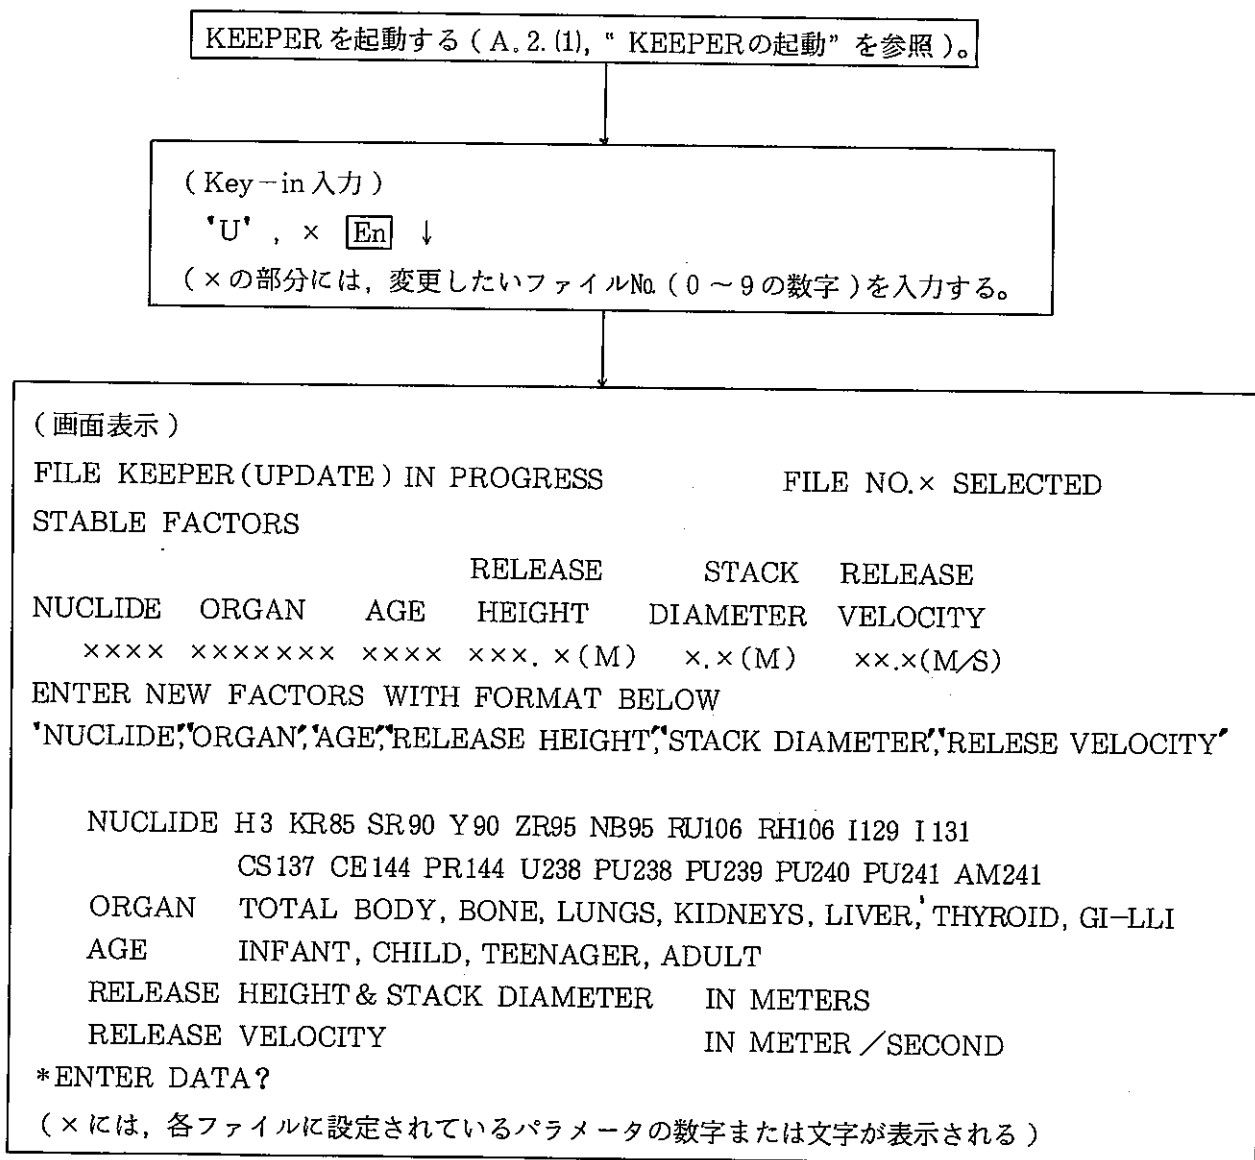 KEEPERを起動する(A.2.(1), “ KEEPERの起動” を参照)。
(Key-in入力)
'U' , × En ↓
(×の部分には, 変更したいファイル№ (0~9の数字)を入力する。
(画面表示)
FILE KEEPER(UPDATE) IN PROGRESS FILE NO.× SELECTED
STABLE FACTORS
RELEASE STACK RELEASE
NUCLIDE ORGAN AGE HEIGHT DIAMETER VELOCITY
×××× ××××××× ×××× ×××.×(M) ×.×(M) ××.×(M/S)
ENTER NEW FACTORS WITH FORMAT BELOW
'NUCLIDE','ORGAN','AGE','RELEASE HEIGHT','STACK DIAMETER','RELESE VELOCITY'
NUCLIDE H3 KR85 SR90 Y90 ZR95 NB95 RU106 RH106 I129 I131
CS137 CE144 PR144 U238 PU238 PU239 PU240 PU241 AM241
ORGAN TOTAL BODY, BONE, LUNGS, KIDNEYS, LIVER, THYROID, GI-LLI
AGE INFANT, CHILD, TEENAGER, ADULT
RELEASE HEIGHT & STACK DIAMETER IN METERS
RELEASE VELOCITY IN METER/SECOND
*ENTER DATA?
(×には, 各ファイルに設定されているパラメータの数字または文字が表示される)